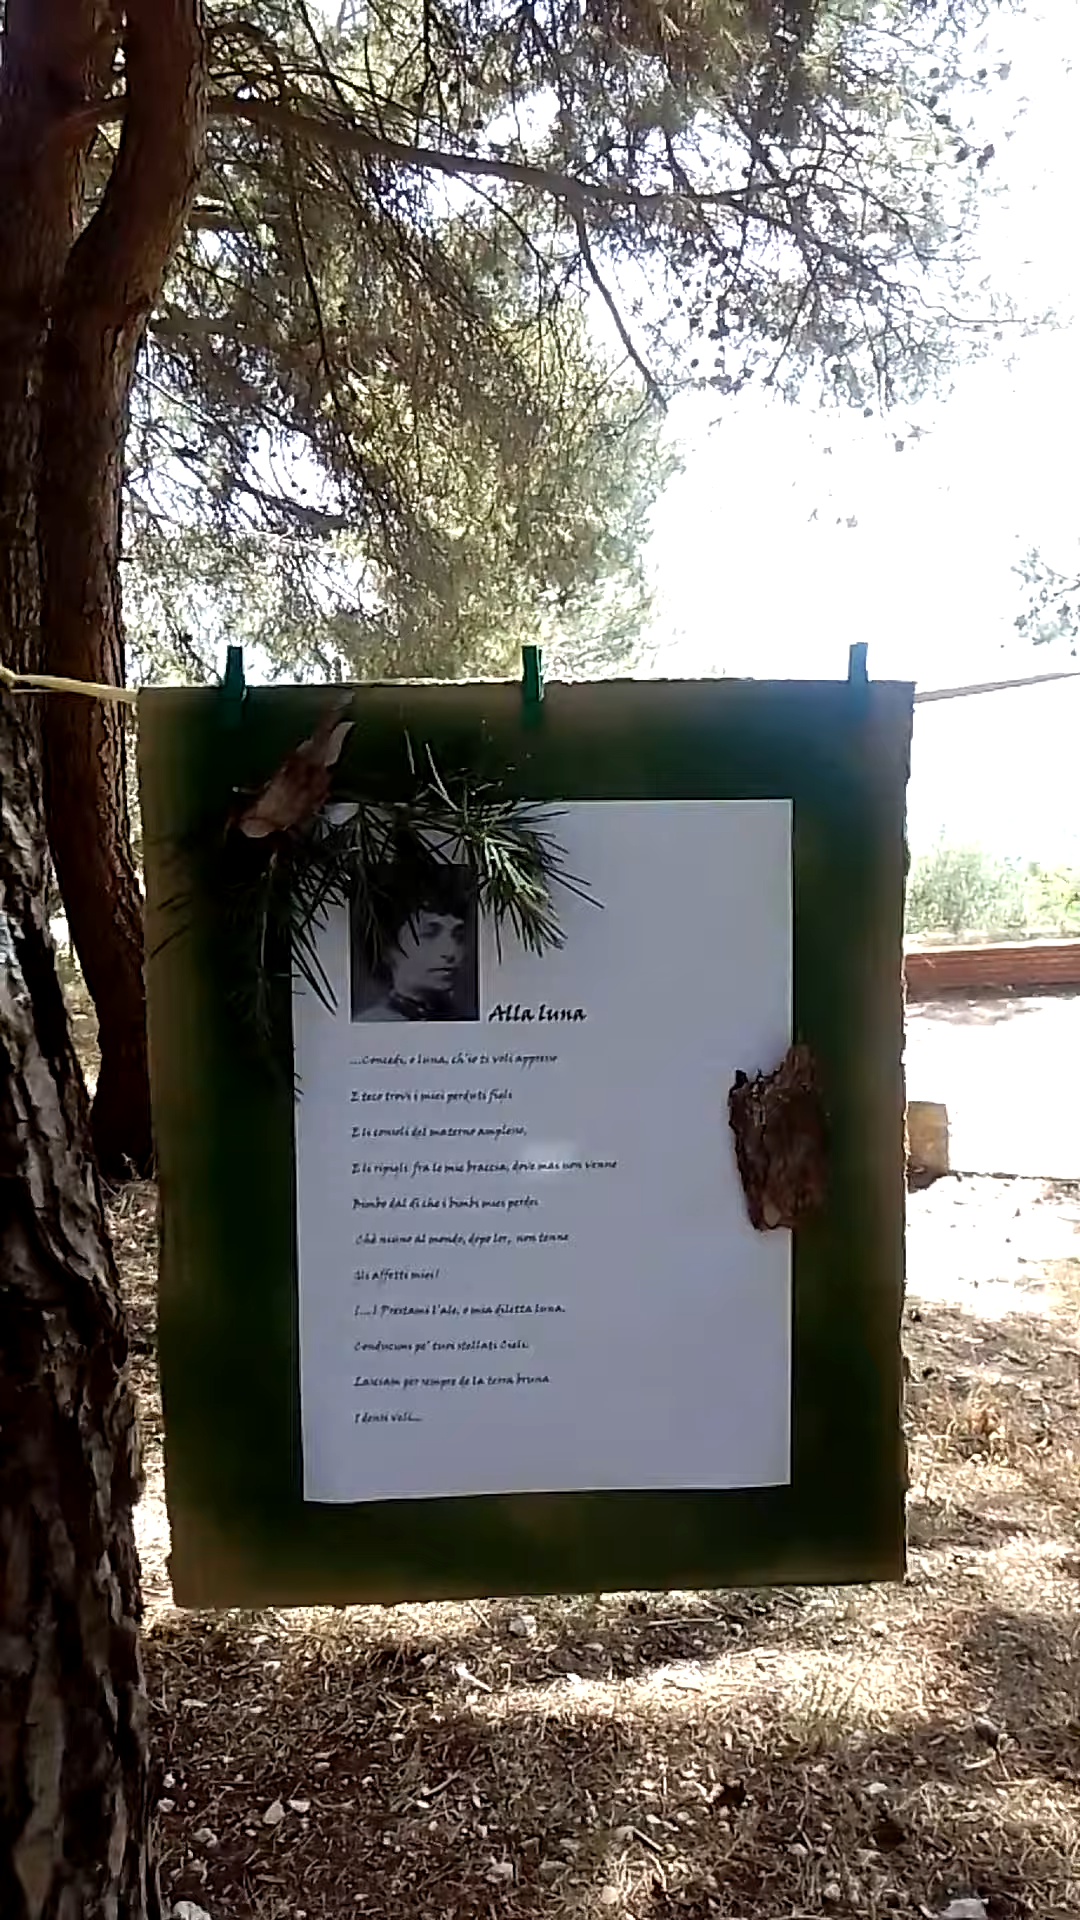 Alla luna
...Concedi, o luna, ch'io ti voli appresso
E teco trovi i miei perduti figli
E li consoli del materno amplesso,
E li ripigli fra le mie braccia, dove mai non venne
Bimbo dal dì che i bimbi miei perdei
Chè niuno al mondo, dopo lor, non tenne
Gli affetti miei!
[...] Prestami l'ale, o mia diletta luna,
Conducimi pe' tuoi stellati Cieli.
Lasciam per sempre de la terra bruna
I densi veli...